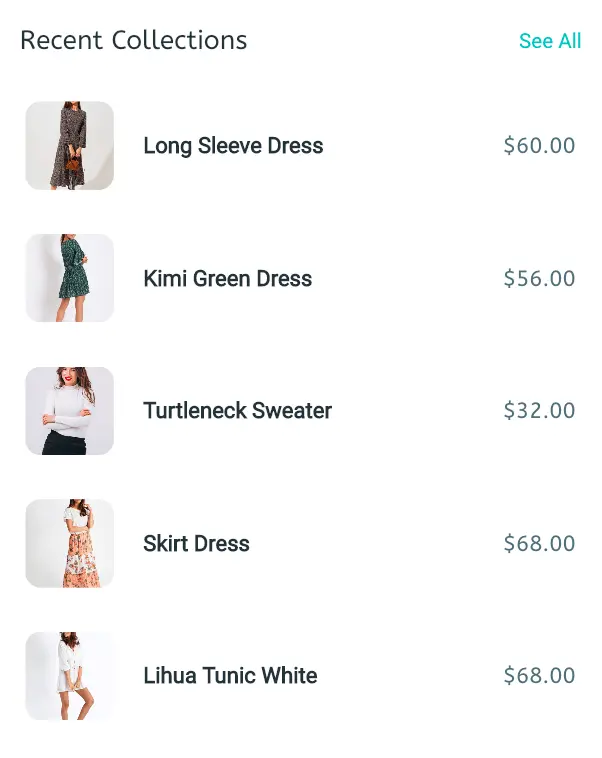 Recent Collections See All
Long Sleeve Dress $60.00
Kimi Green Dress $56.00
Turtleneck Sweater $32.00
Skirt Dress $68.00
Lihua Tunic White $68.00